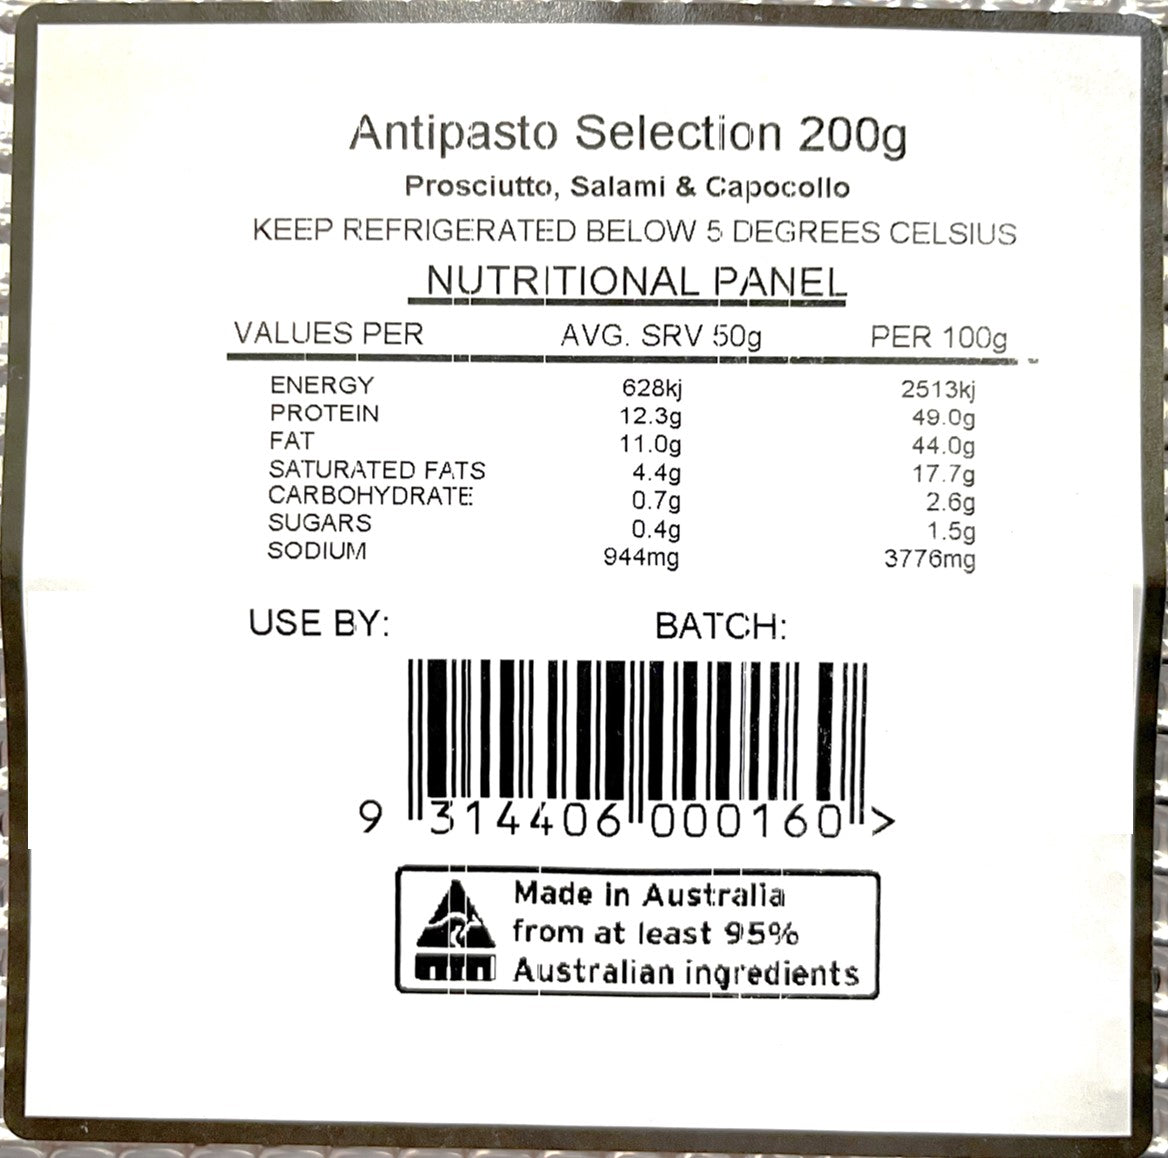 Antipasto Selection 200g
Prosciutto, Salami & Capocollo
KEEP REFRIGERATED BELOW 5 DEGREES CELSIUS
NUTRITIONAL PANEL
VALUES PER AVG. SRV 50g PER 100g
ENERGY 628kj 2513kj
PROTEIN 12.3g 49.0g
FAT 11.0g 44.0g
SATURATED FATS 4.4g 17.7g
CARBOHYDRATE 0.7g 2.6g
SUGARS 0.4g 1.5g
SODIUM 944mg 3776mg
USE BY: BATCH:
9 314406 000160 >
Made in Australia
from at least 95%
Australian ingredients